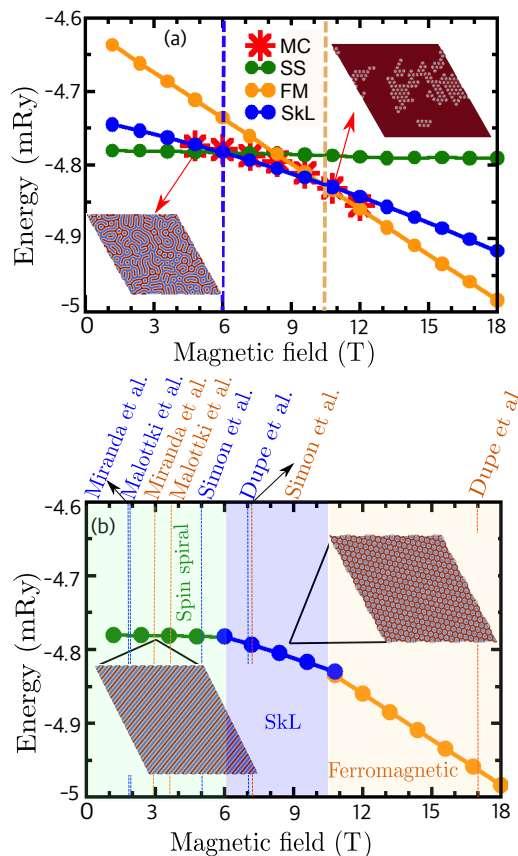 (a)
MC
SS
FM
SkL
-4.6
-4.7
-4.8
-4.9
-5
Energy (mRy)
0 3 6 9 12 15 18
Magnetic field (T)
Miranda et al.
Malottki et al.
Miranda et al.
Malottki et al.
Simon et al.
Dupe et al.
Simon et al.
Dupe et al.
(b)
-4.6
-4.7
-4.8
-4.9
-5
Energy (mRy)
Spin spiral
SkL
Ferromagnetic
0 3 6 9 12 15 18
Magnetic field (T)